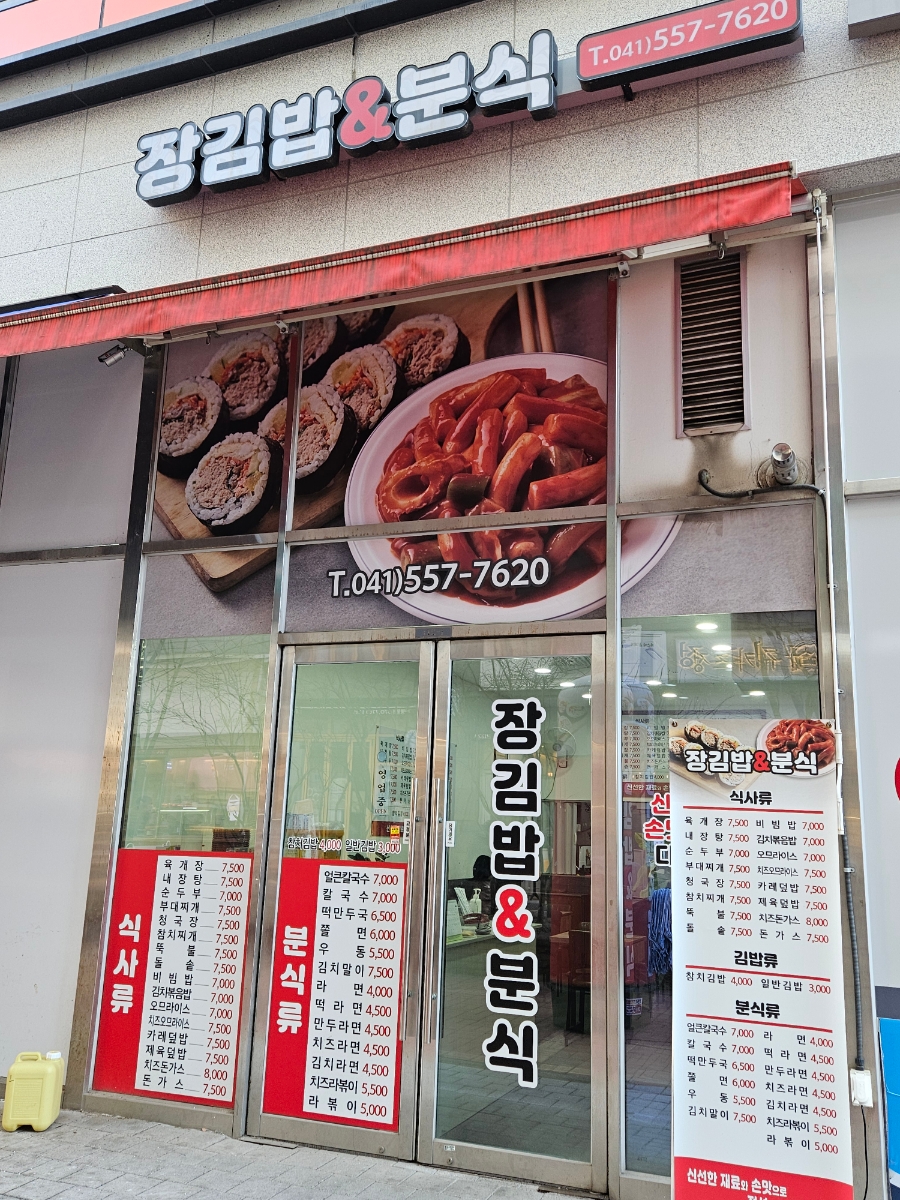 장김밥&분식
T.041)557-7620
T.041)557-7620
장김밥&분식
영업중
참치김밥 4,000 일반김밥 3,000
식사류
육개장 7,500
내장탕 7,500
순두부 7,000
부대찌개 7,500
청국장 7,500
참치찌개 7,500
뚝불 7,500
돌솥 7,500
비빔밥 7,000
김치볶음밥 7,000
오므라이스 7,000
치즈오므라이스 7,500
카레덮밥 7,500
제육덮밥 7,500
치즈돈가스 8,000
돈가스 7,500
분식류
얼큰칼국수 7,000
칼국수 7,000
떡만두국 6,500
쫄면 6,000
우동 5,500
김치말이 7,500
라면 4,000
떡라면 4,500
만두라면 4,500
치즈라면 4,500
김치라면 4,500
치즈라볶이 5,500
라볶이 5,000
장김밥&분식
식사류
육개장 7,500 비빔밥 7,000
내장탕 7,500 김치볶음밥 7,000
순두부 7,000 오므라이스 7,000
부대찌개 7,500 치즈오므라이스 7,500
청국장 7,500 카레덮밥 7,500
참치찌개 7,500 제육덮밥 7,500
뚝불 7,500 치즈돈가스 8,000
돌솥 7,500 돈가스 7,500
김밥류
참치김밥 4,000 일반김밥 3,000
분식류
얼큰칼국수 7,000 라면 4,000
칼국수 7,000 떡라면 4,500
떡만두국 6,500 만두라면 4,500
쫄면 6,000 치즈라면 4,500
우동 5,500 김치라면 4,500
김치말이 7,500 치즈라볶이 5,500
라볶이 5,000
신선한 재료와 손맛으로